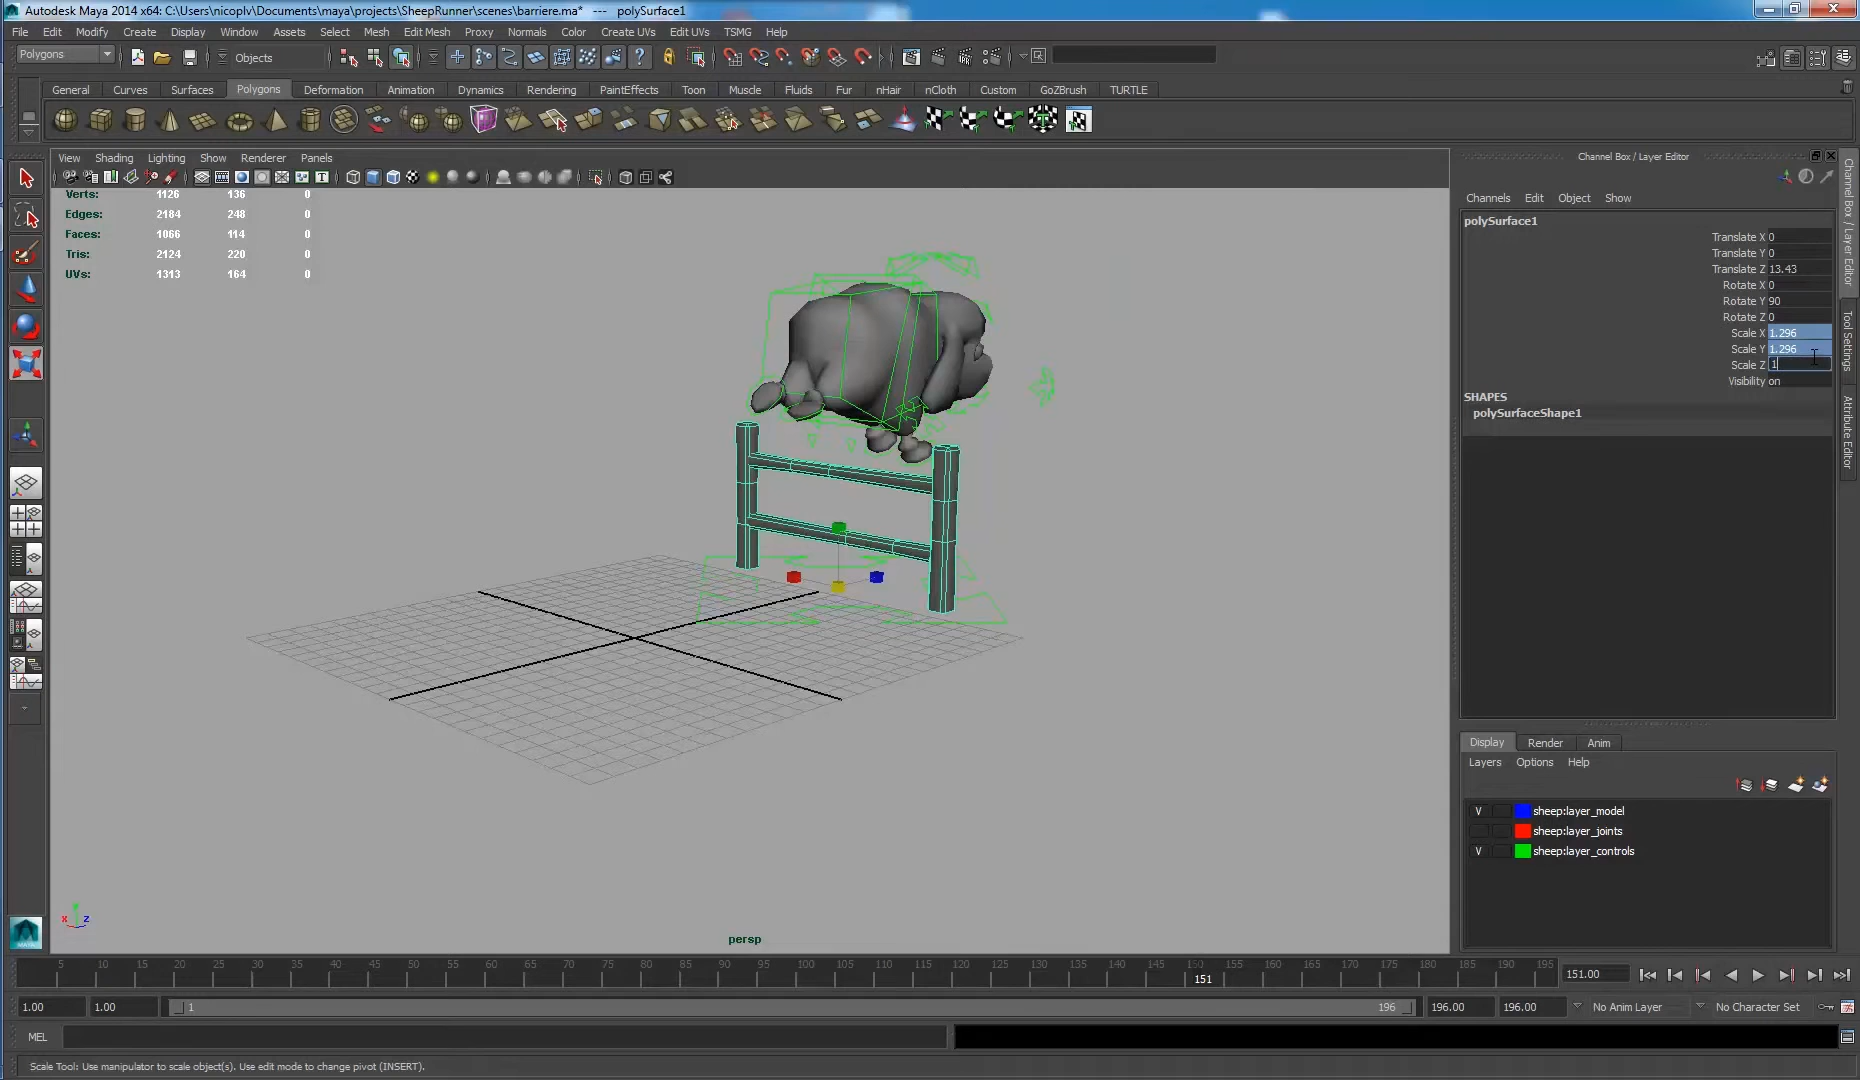 Autodesk Maya 2014 x64: C:\Users\nicoplv\Documents\maya\projects\SheepRunner\scenes\barriere.ma* --- polySurface1
File Edit Modify Create Display Window Assets Select Mesh Edit Mesh Proxy Normals Color Create UVs Edit UVs TSMG Help
Polygons Objects
General Curves Surfaces Polygons Deformation Animation Dynamics Rendering PaintEffects Toon Muscle Fluids Fur nHair nCloth Custom GoZBrush TURTLE
View Shading Lighting Show Renderer Panels
Verts: 1126 136 0
Edges: 2184 248 0
Faces: 1066 114 0
Tris: 2124 220 0
UVs: 1313 164 0
x z
persp
Channel Box / Layer Editor
Channels Edit Object Show
polySurface1
Translate X 0
Translate Y 0
Translate Z 13.43
Rotate X 0
Rotate Y 90
Rotate Z 0
Scale X 1.296
Scale Y 1.296
Scale Z 1
Visibility on
SHAPES
polySurfaceShape1
Channel Box / Layer Editor
Tool Settings
Attribute Editor
Display Render Anim
Layers Options Help
V sheep:layer_model
sheep:layer_joints
V sheep:layer_controls
5 10 15 20 25 30 35 40 45 50 55 60 65 70 75 80 85 90 95 100 105 110 115 120 125 130 135 140 145 150 155 160 165 170 175 180 185 190 195
151 151.00
1.00 1.00 1 196 196.00 196.00 No Anim Layer No Character Set
MEL
Scale Tool: Use manipulator to scale object(s). Use edit mode to change pivot (INSERT).